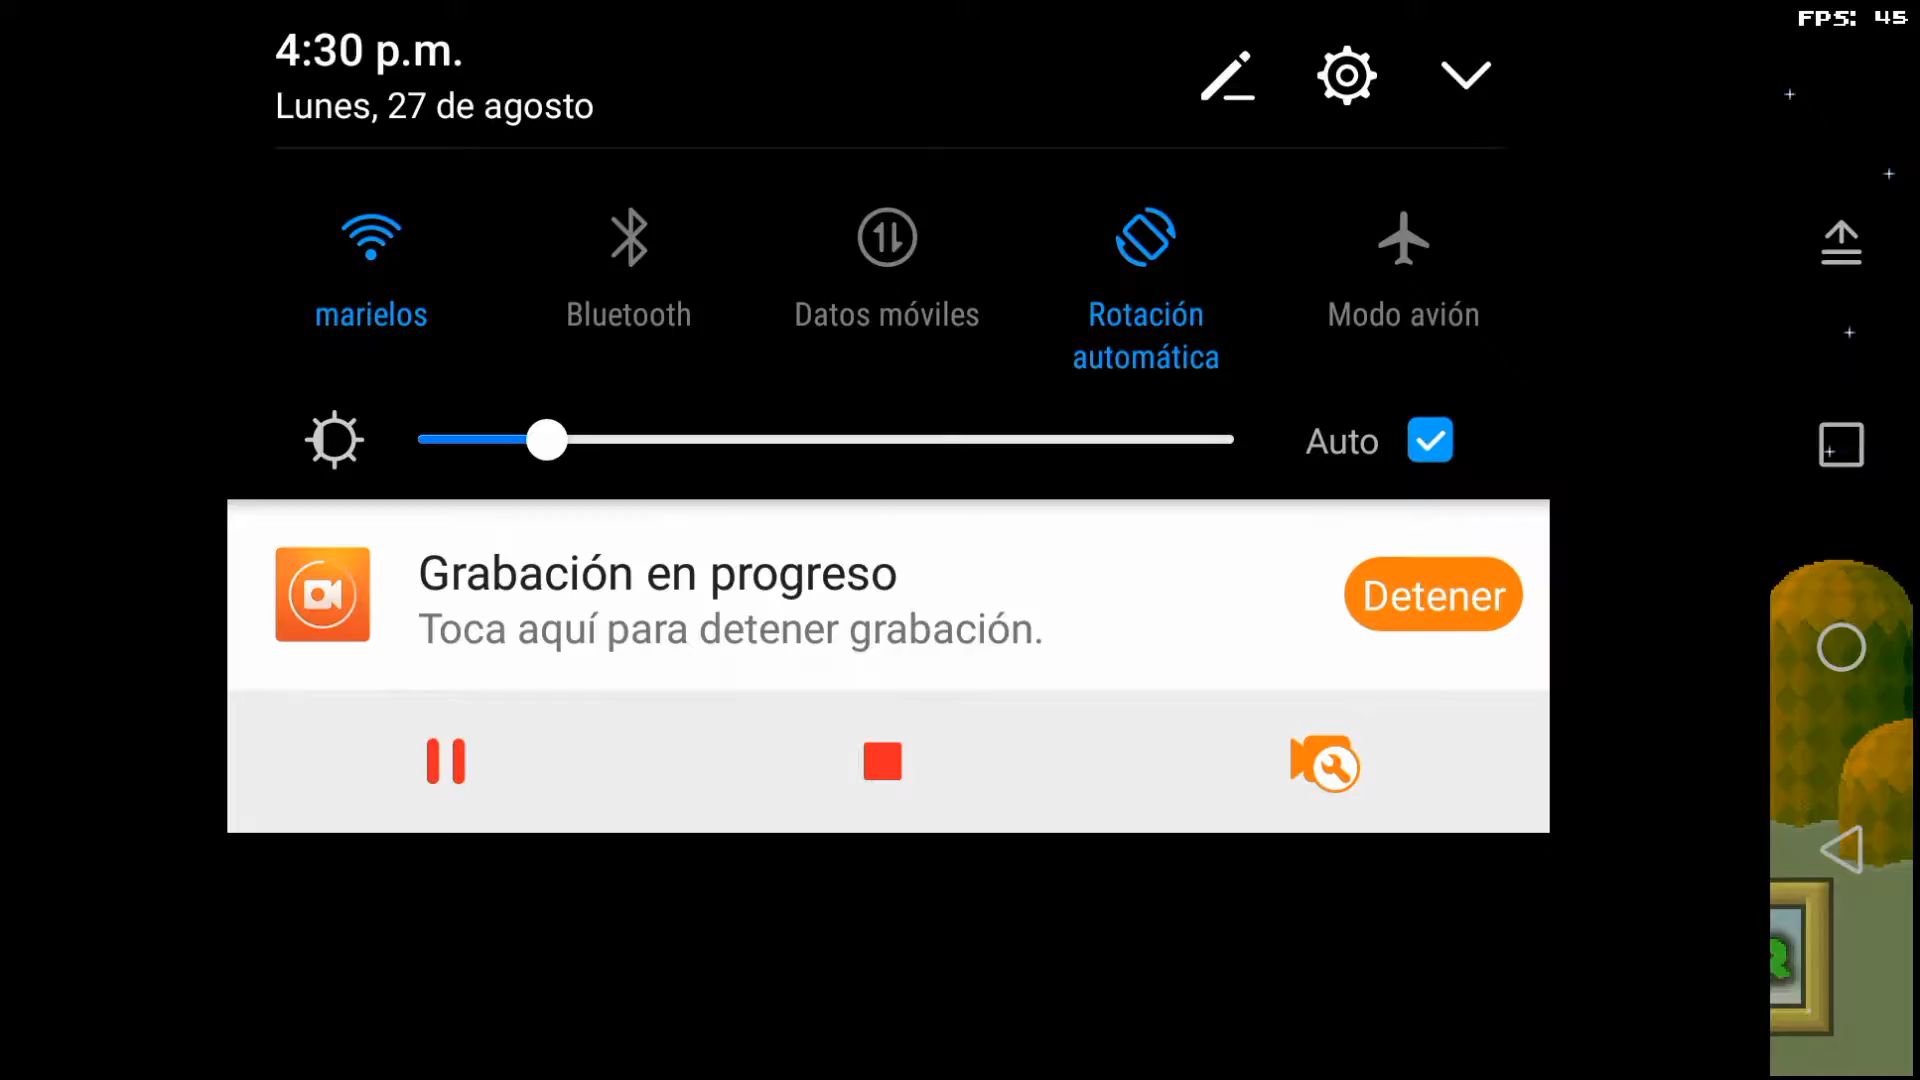 FPS: 45
4:30 p.m.
Lunes, 27 de agosto
marielos
Bluetooth
Datos móviles
Rotación
automática
Modo avión
Auto
Grabación en progreso
Toca aquí para detener grabación.
Detener
R